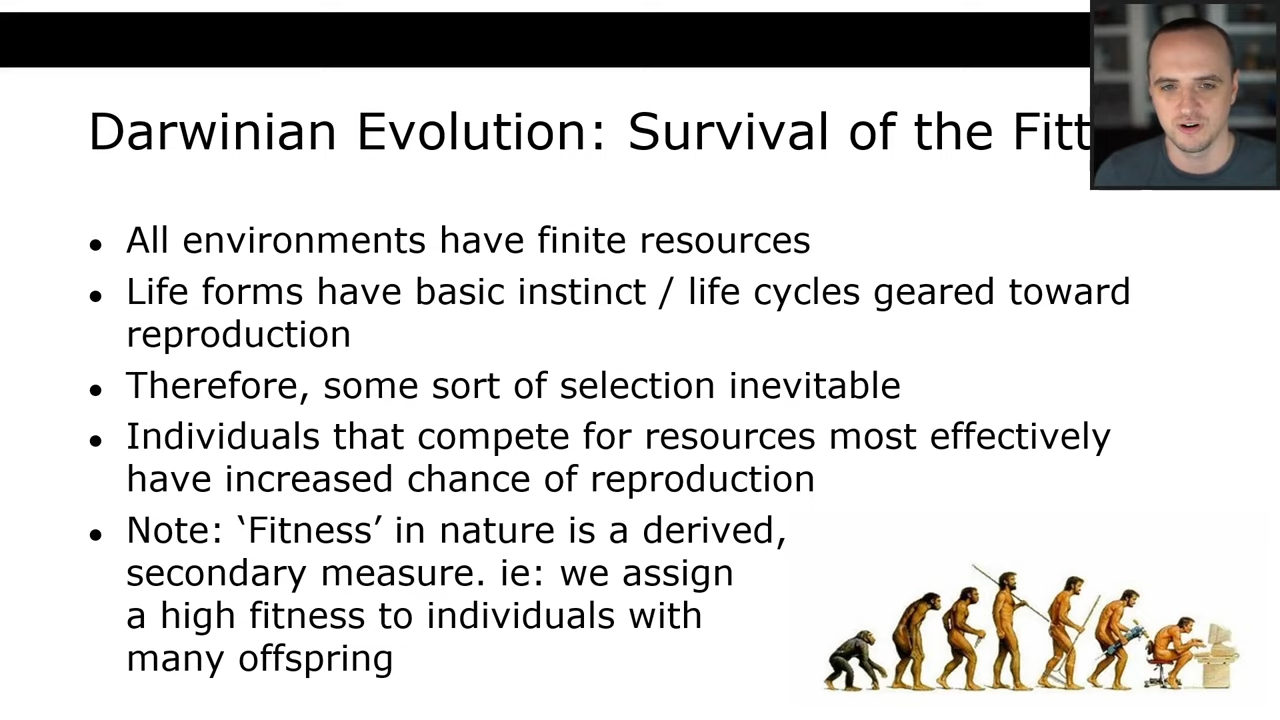 Darwinian Evolution: Survival of the Fitt
• All environments have finite resources
• Life forms have basic instinct / life cycles geared toward
reproduction
• Therefore, some sort of selection inevitable
• Individuals that compete for resources most effectively
have increased chance of reproduction
• Note: ‘Fitness’ in nature is a derived,
secondary measure. ie: we assign
a high fitness to individuals with
many offspring